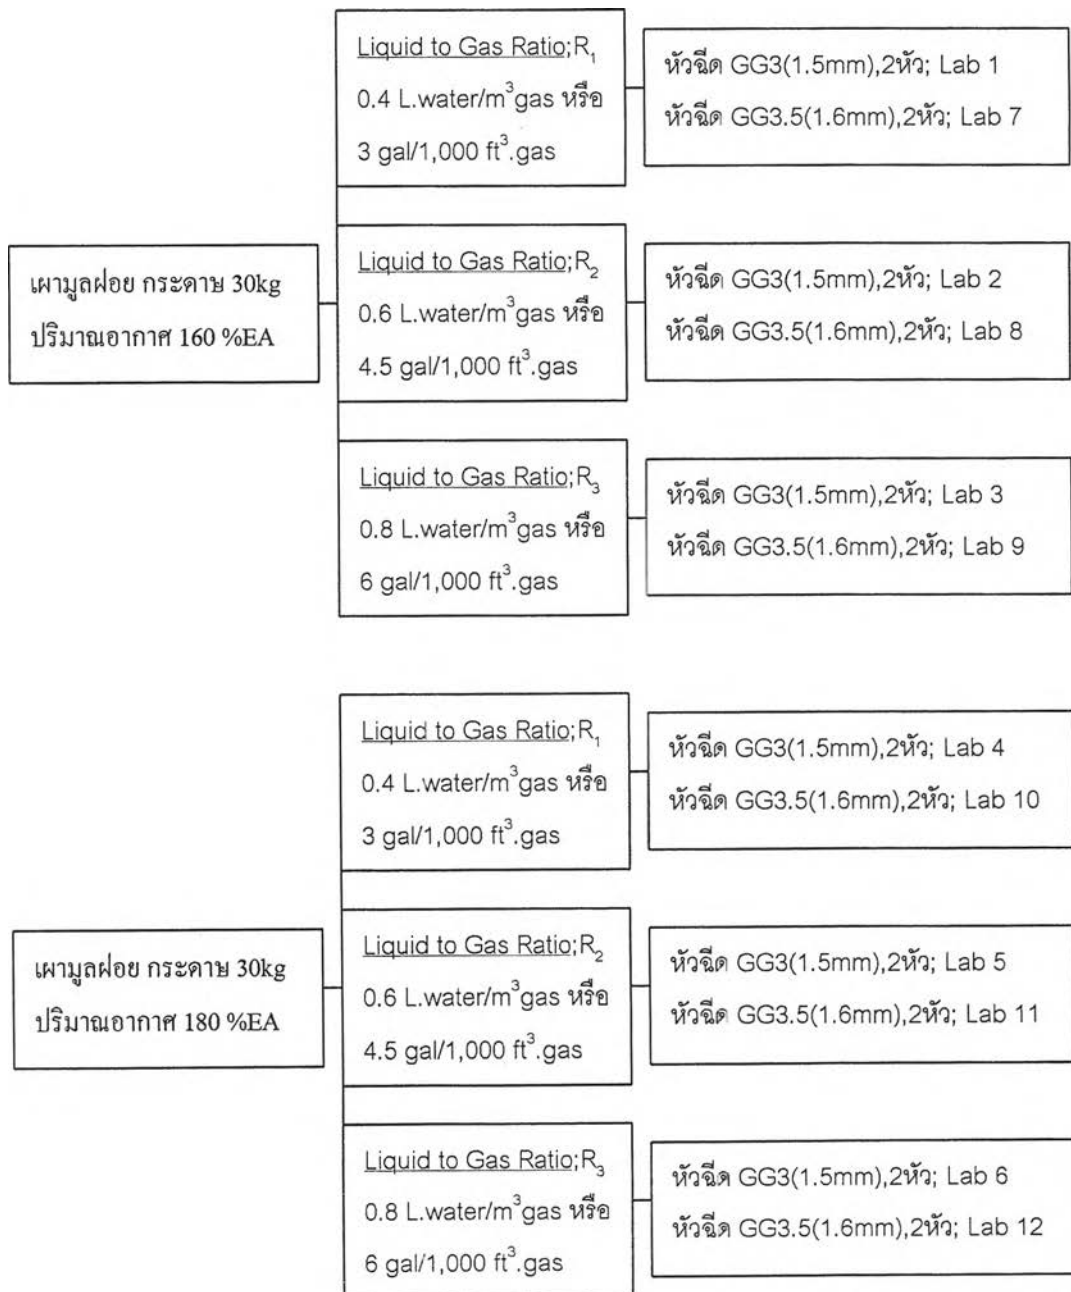 Liquid to Gas Ratio;R₁
0.4 L.water/m³gas หรือ
3 gal/1,000 ft³.gas
หัวฉีด GG3(1.5mm),2หัว; Lab 1
หัวฉีด GG3.5(1.6mm),2หัว; Lab 7
เผามูลฝอย กระดาษ 30kg
ปริมาณอากาศ 160 %EA
Liquid to Gas Ratio;R₂
0.6 L.water/m³gas หรือ
4.5 gal/1,000 ft³.gas
หัวฉีด GG3(1.5mm),2หัว; Lab 2
หัวฉีด GG3.5(1.6mm),2หัว; Lab 8
Liquid to Gas Ratio;R₃
0.8 L.water/m³gas หรือ
6 gal/1,000 ft³.gas
หัวฉีด GG3(1.5mm),2หัว; Lab 3
หัวฉีด GG3.5(1.6mm),2หัว; Lab 9
Liquid to Gas Ratio;R₁
0.4 L.water/m³gas หรือ
3 gal/1,000 ft³.gas
หัวฉีด GG3(1.5mm),2หัว; Lab 4
หัวฉีด GG3.5(1.6mm),2หัว; Lab 10
เผามูลฝอย กระดาษ 30kg
ปริมาณอากาศ 180 %EA
Liquid to Gas Ratio;R₂
0.6 L.water/m³gas หรือ
4.5 gal/1,000 ft³.gas
หัวฉีด GG3(1.5mm),2หัว; Lab 5
หัวฉีด GG3.5(1.6mm),2หัว; Lab 11
Liquid to Gas Ratio;R₃
0.8 L.water/m³gas หรือ
6 gal/1,000 ft³.gas
หัวฉีด GG3(1.5mm),2หัว; Lab 6
หัวฉีด GG3.5(1.6mm),2หัว; Lab 12